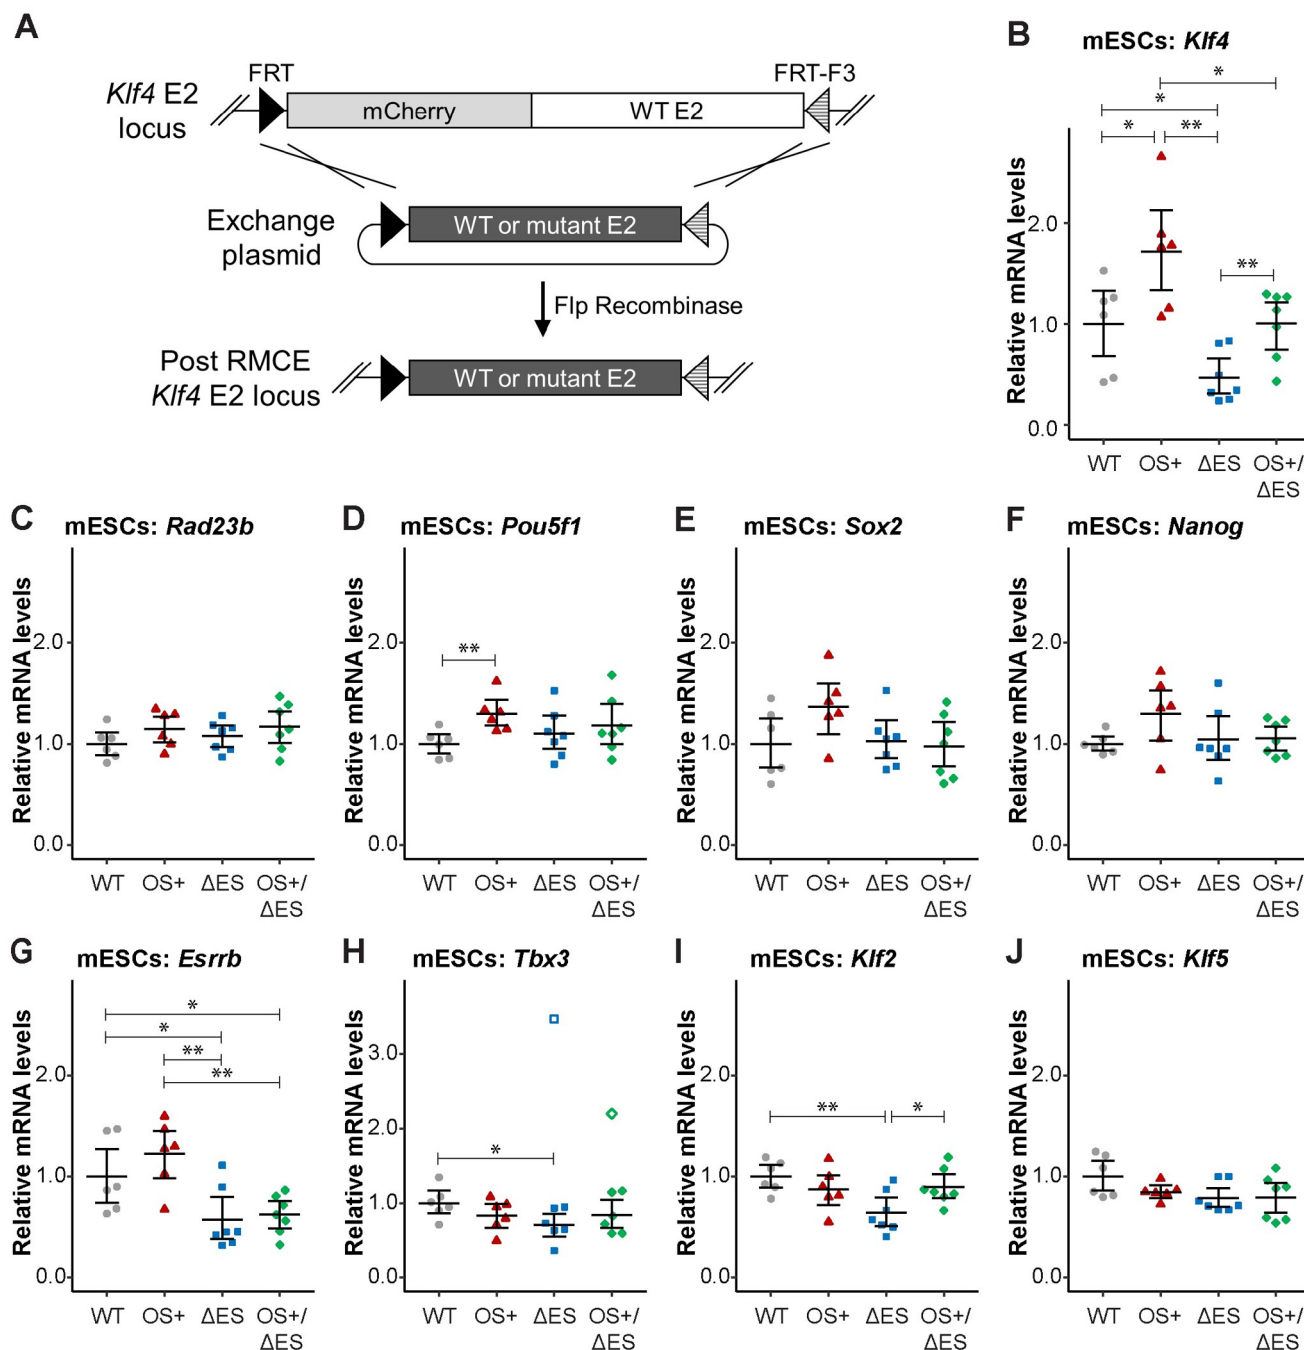 A
FRT
FRT-F3
Klf4 E2
locus
mCherry
WT E2
Exchange
plasmid
WT or mutant E2
Flp Recombinase
Post RMCE
Klf4 E2 locus
WT or mutant E2
B
mESCs: Klf4
*
*
*
**
**
Relative mRNA levels
2.0
1.0
0.0
WT
OS+
ΔES
OS+/
ΔES
C
mESCs: Rad23b
Relative mRNA levels
2.0
1.0
0.0
WT
OS+
ΔES
OS+/
ΔES
D
mESCs: Pou5f1
**
Relative mRNA levels
2.0
1.0
0.0
WT
OS+
ΔES
OS+/
ΔES
E
mESCs: Sox2
Relative mRNA levels
2.0
1.0
0.0
WT
OS+
ΔES
OS+/
ΔES
F
mESCs: Nanog
Relative mRNA levels
2.0
1.0
0.0
WT
OS+
ΔES
OS+/
ΔES
G
mESCs: Esrrb
*
*
**
**
Relative mRNA levels
2.0
1.0
0.0
WT
OS+
ΔES
OS+/
ΔES
H
mESCs: Tbx3
*
Relative mRNA levels
3.0
2.0
1.0
0.0
WT
OS+
ΔES
OS+/
ΔES
I
mESCs: Klf2
**
*
Relative mRNA levels
2.0
1.0
0.0
WT
OS+
ΔES
OS+/
ΔES
J
mESCs: Klf5
Relative mRNA levels
2.0
1.0
0.0
WT
OS+
ΔES
OS+/
ΔES